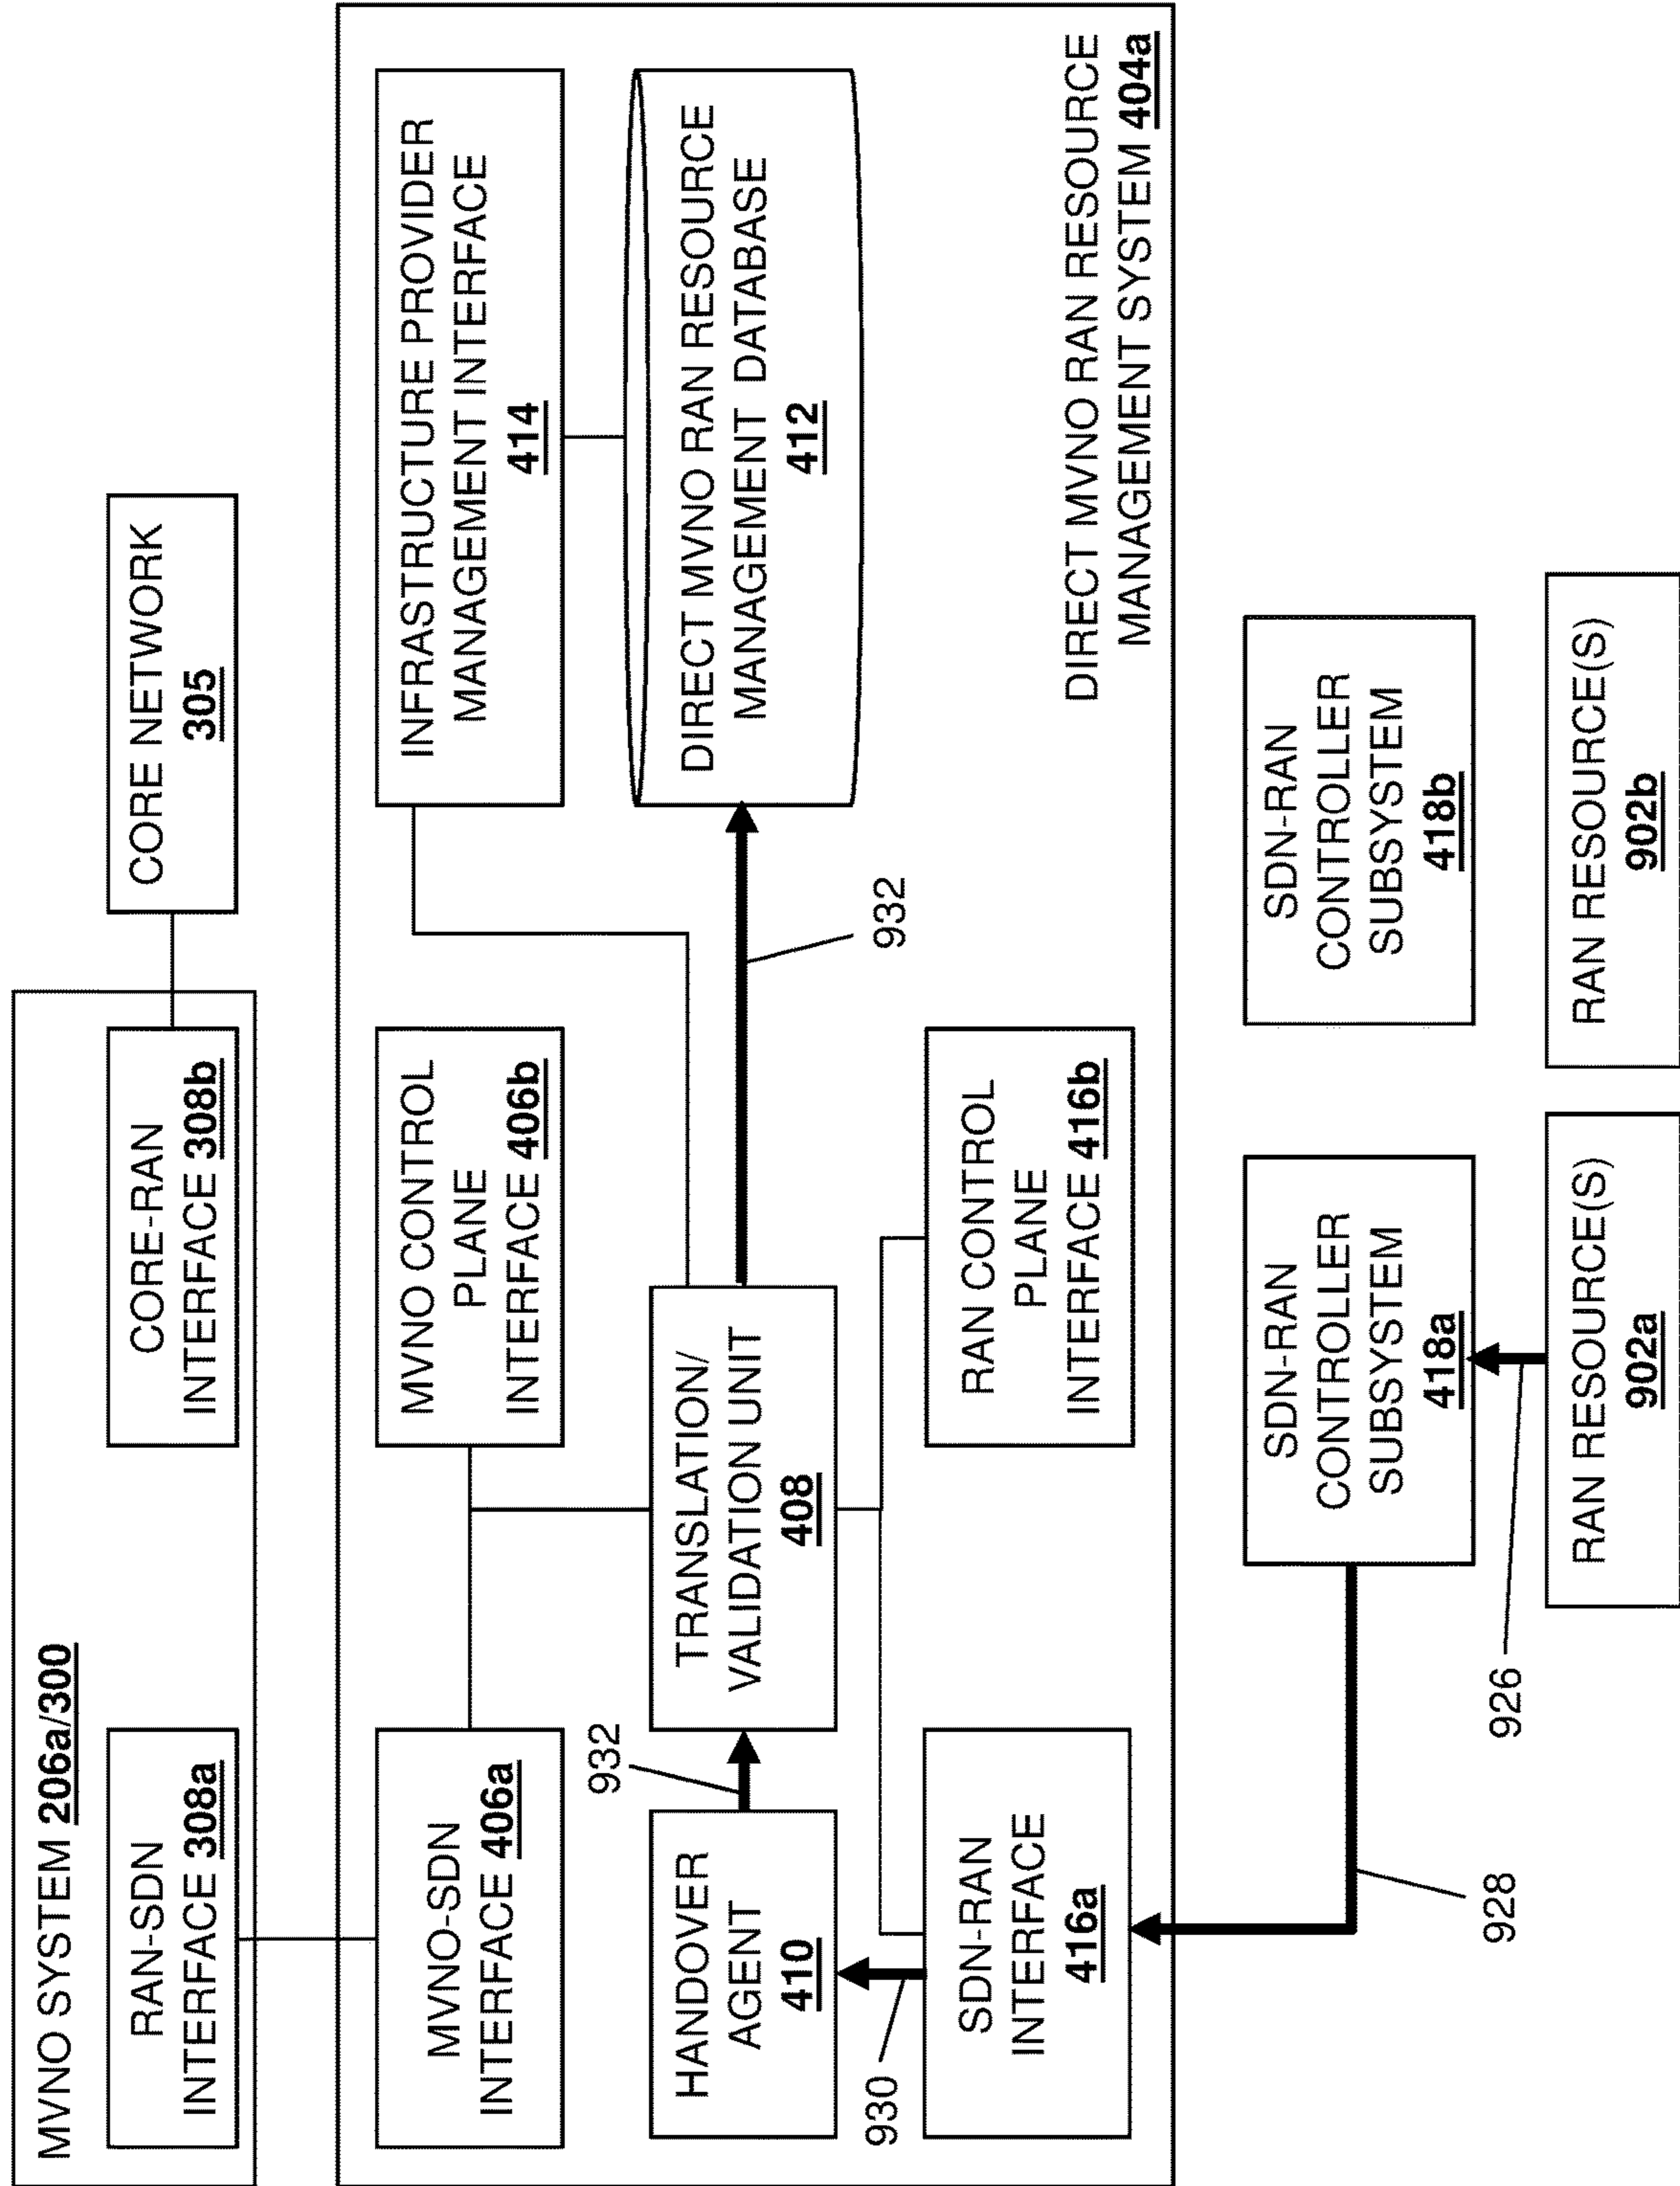 MVNO SYSTEM 206a/300
RAN-SDN
INTERFACE 308a
CORE-RAN
INTERFACE 308b
CORE NETWORK
305
MVNO-SDN
INTERFACE 406a
MVNO CONTROL
PLANE
INTERFACE 406b
INFRASTRUCTURE PROVIDER
MANAGEMENT INTERFACE
414
HANDOVER
AGENT
410
932
TRANSLATION/
VALIDATION UNIT
408
932
DIRECT MVNO RAN RESOURCE
MANAGEMENT DATABASE
412
930
SDN-RAN
INTERFACE
416a
RAN CONTROL
PLANE
INTERFACE 416b
DIRECT MVNO RAN RESOURCE
MANAGEMENT SYSTEM 404a
928
SDN-RAN
CONTROLLER
SUBSYSTEM
418a
SDN-RAN
CONTROLLER
SUBSYSTEM
418b
926
RAN RESOURCE(S)
902a
RAN RESOURCE(S)
902b